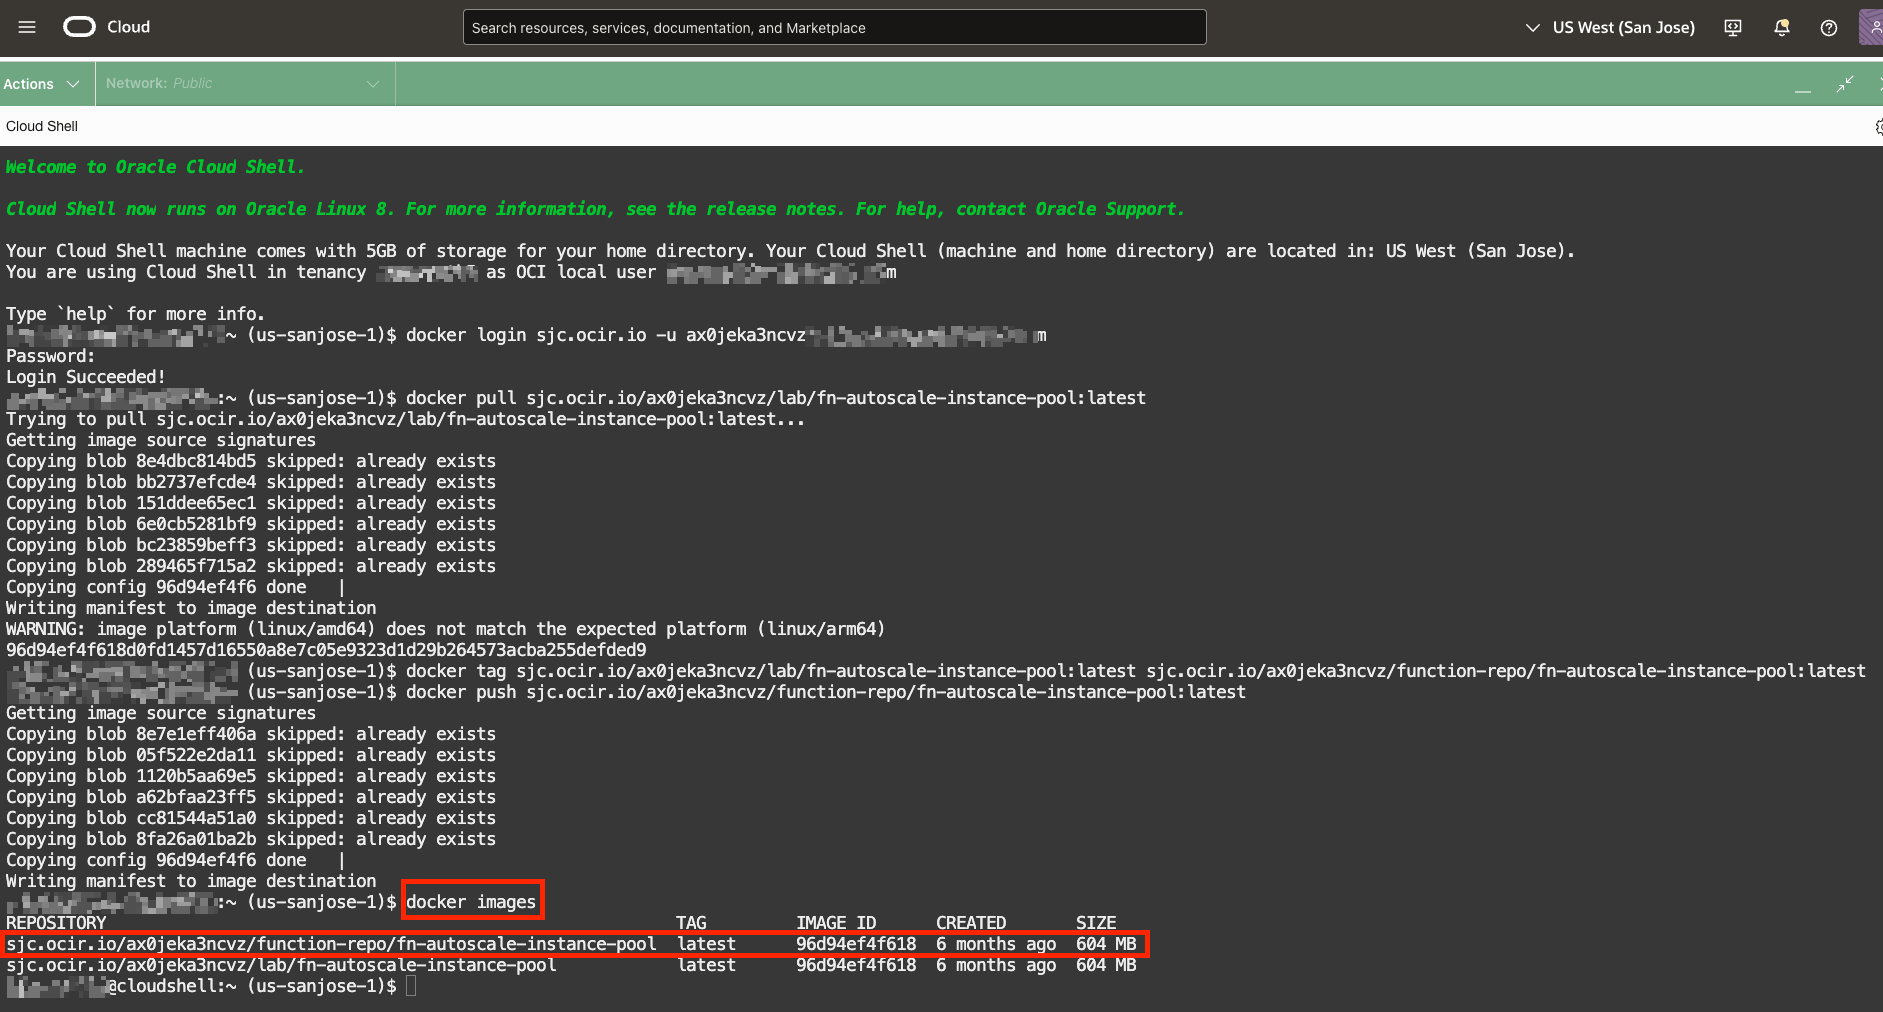 Cloud
Search resources, services, documentation, and Marketplace
US West (San Jose)
Actions
Network: Public
Cloud Shell
Welcome to Oracle Cloud Shell.
Cloud Shell now runs on Oracle Linux 8. For more information, see the release notes. For help, contact Oracle Support.
Your Cloud Shell machine comes with 5GB of storage for your home directory. Your Cloud Shell (machine and home directory) are located in: US West (San Jose).
You are using Cloud Shell in tenancy as OCI local user m
Type `help` for more info.
~ (us-sanjose-1)$ docker login sjc.ocir.io -u ax0jeka3ncvz m
Password:
Login Succeeded!
:~ (us-sanjose-1)$ docker pull sjc.ocir.io/ax0jeka3ncvz/lab/fn-autoscale-instance-pool:latest
Trying to pull sjc.ocir.io/ax0jeka3ncvz/lab/fn-autoscale-instance-pool:latest...
Getting image source signatures
Copying blob 8e4dbc814bd5 skipped: already exists
Copying blob bb2737efcde4 skipped: already exists
Copying blob 151ddee65ec1 skipped: already exists
Copying blob 6e0cb5281bf9 skipped: already exists
Copying blob bc23859beff3 skipped: already exists
Copying blob 289465f715a2 skipped: already exists
Copying config 96d94ef4f6 done   |
Writing manifest to image destination
WARNING: image platform (linux/amd64) does not match the expected platform (linux/arm64)
96d94ef4f618d0fd1457d16550a8e7c05e9323d1d29b264573acba255defded9
(us-sanjose-1)$ docker tag sjc.ocir.io/ax0jeka3ncvz/lab/fn-autoscale-instance-pool:latest sjc.ocir.io/ax0jeka3ncvz/function-repo/fn-autoscale-instance-pool:latest
(us-sanjose-1)$ docker push sjc.ocir.io/ax0jeka3ncvz/function-repo/fn-autoscale-instance-pool:latest
Getting image source signatures
Copying blob 8e7e1eff406a skipped: already exists
Copying blob 05f522e2da11 skipped: already exists
Copying blob 1120b5aa69e5 skipped: already exists
Copying blob a62bfaa23ff5 skipped: already exists
Copying blob cc81544a51a0 skipped: already exists
Copying blob 8fa26a01ba2b skipped: already exists
Copying config 96d94ef4f6 done   |
Writing manifest to image destination
:~ (us-sanjose-1)$ docker images
REPOSITORY TAG IMAGE ID CREATED SIZE
sjc.ocir.io/ax0jeka3ncvz/function-repo/fn-autoscale-instance-pool latest 96d94ef4f618 6 months ago 604 MB
sjc.ocir.io/ax0jeka3ncvz/lab/fn-autoscale-instance-pool latest 96d94ef4f618 6 months ago 604 MB
@cloudshell:~ (us-sanjose-1)$